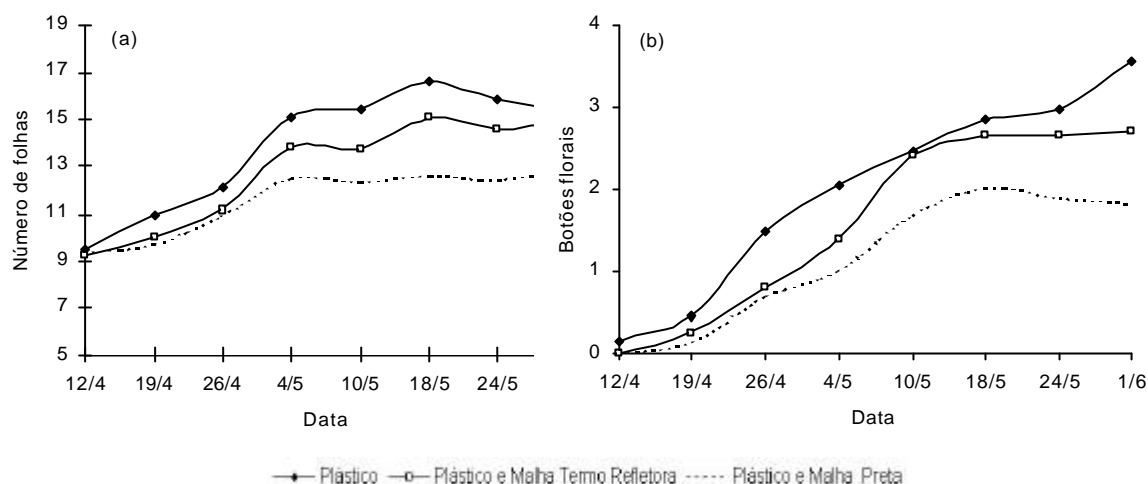 (a)
Número de folhas
19
17
15
13
11
9
7
5
12/4 19/4 26/4 4/5 10/5 18/5 24/5
Data
(b)
Botões florais
4
3
2
1
0
12/4 19/4 26/4 4/5 10/5 18/5 24/5 1/6
Data
Plástico Plástico e Malha Termo Refletora Plástico e Malha Preta